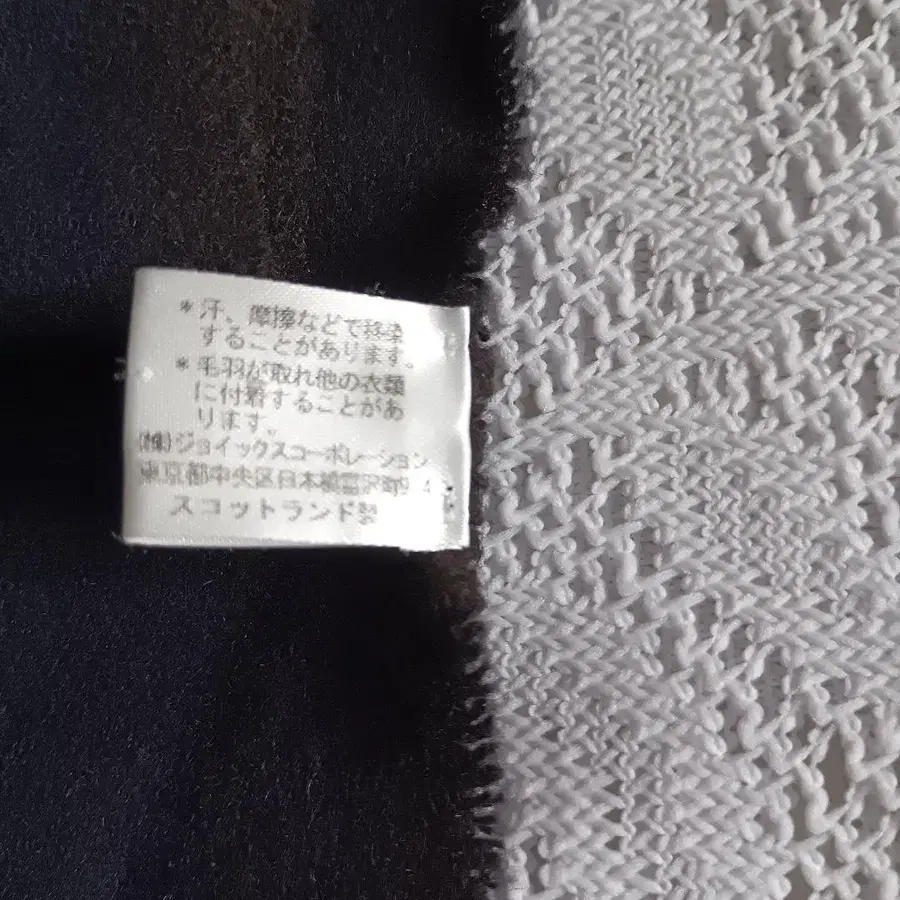 *汗、摩擦などで移染
することがあります。
*毛羽が取れ他の衣類
に付着することがあ
ります。
(株)ジョイックスコーポレーション
東京都中央区日本橋富沢町9-4
スコットランド製